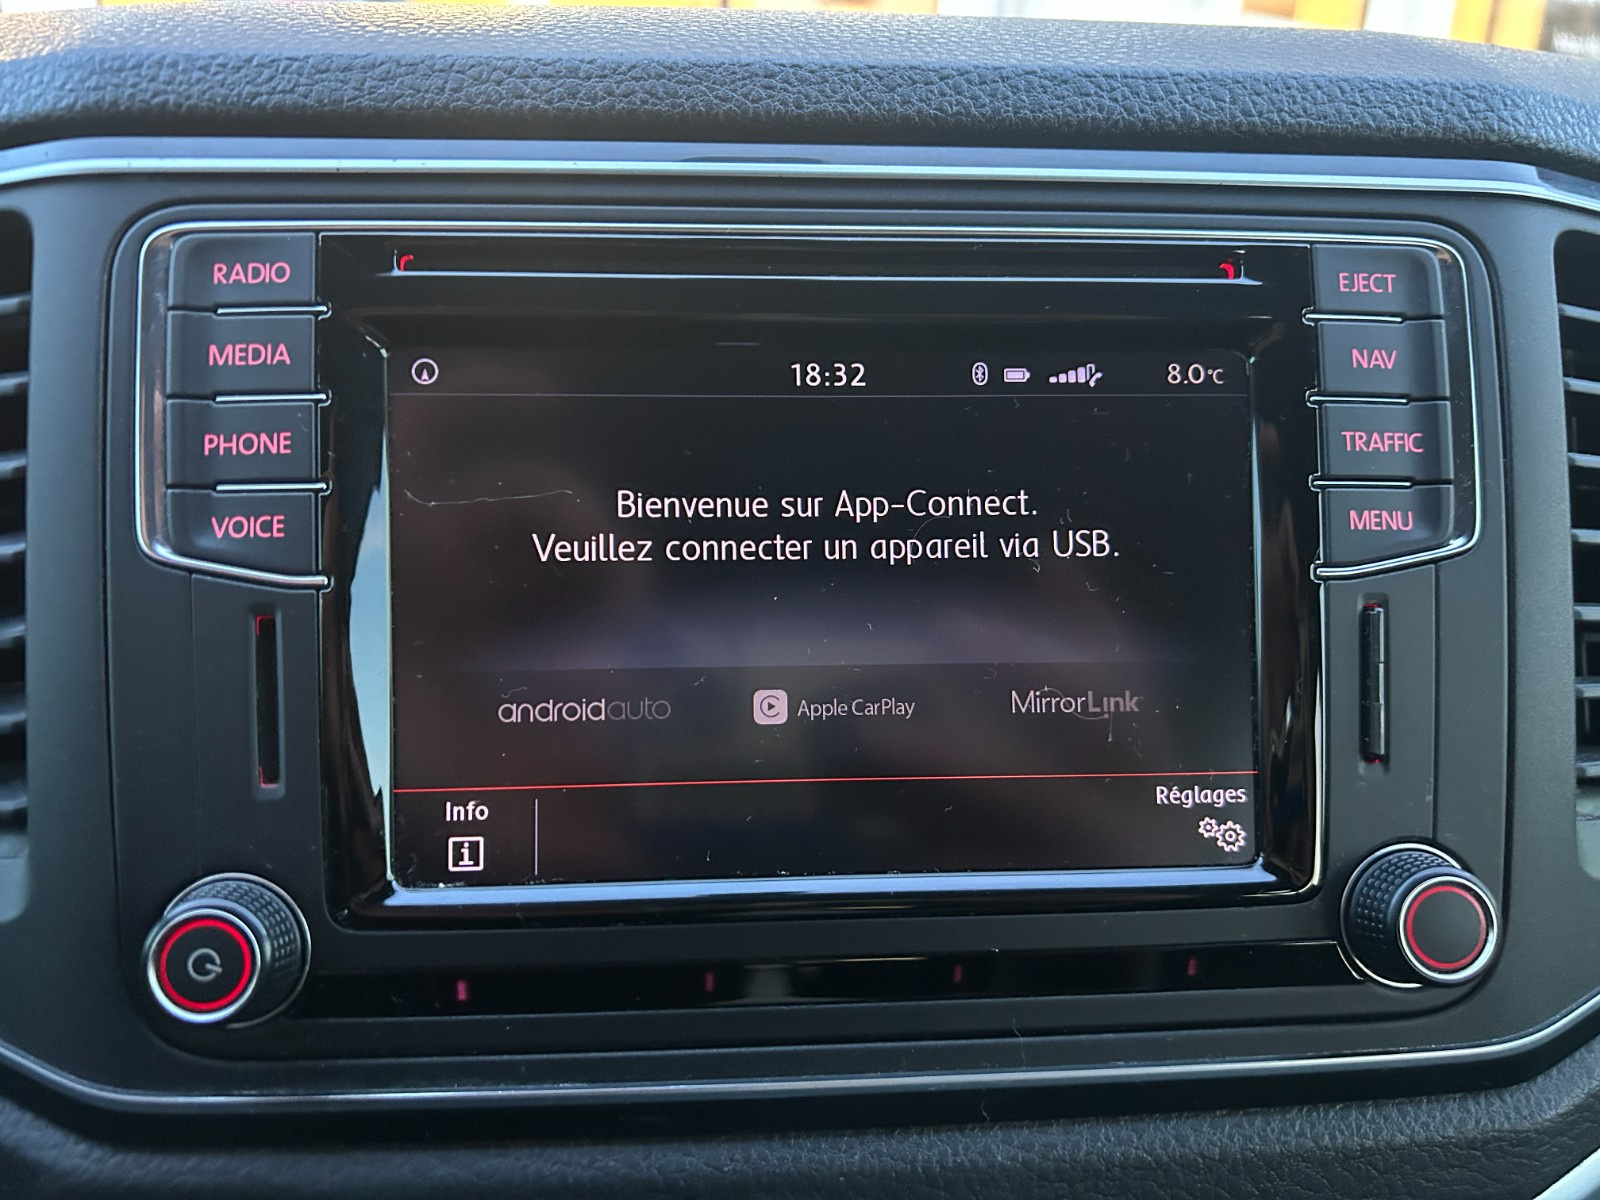 RADIO
MEDIA
PHONE
VOICE
EJECT
NAV
TRAFFIC
MENU
18:32
8.0°C
Bienvenue sur App-Connect.
Veuillez connecter un appareil via USB.
androidauto
Apple CarPlay
MirrorLink
Info
i
Réglages